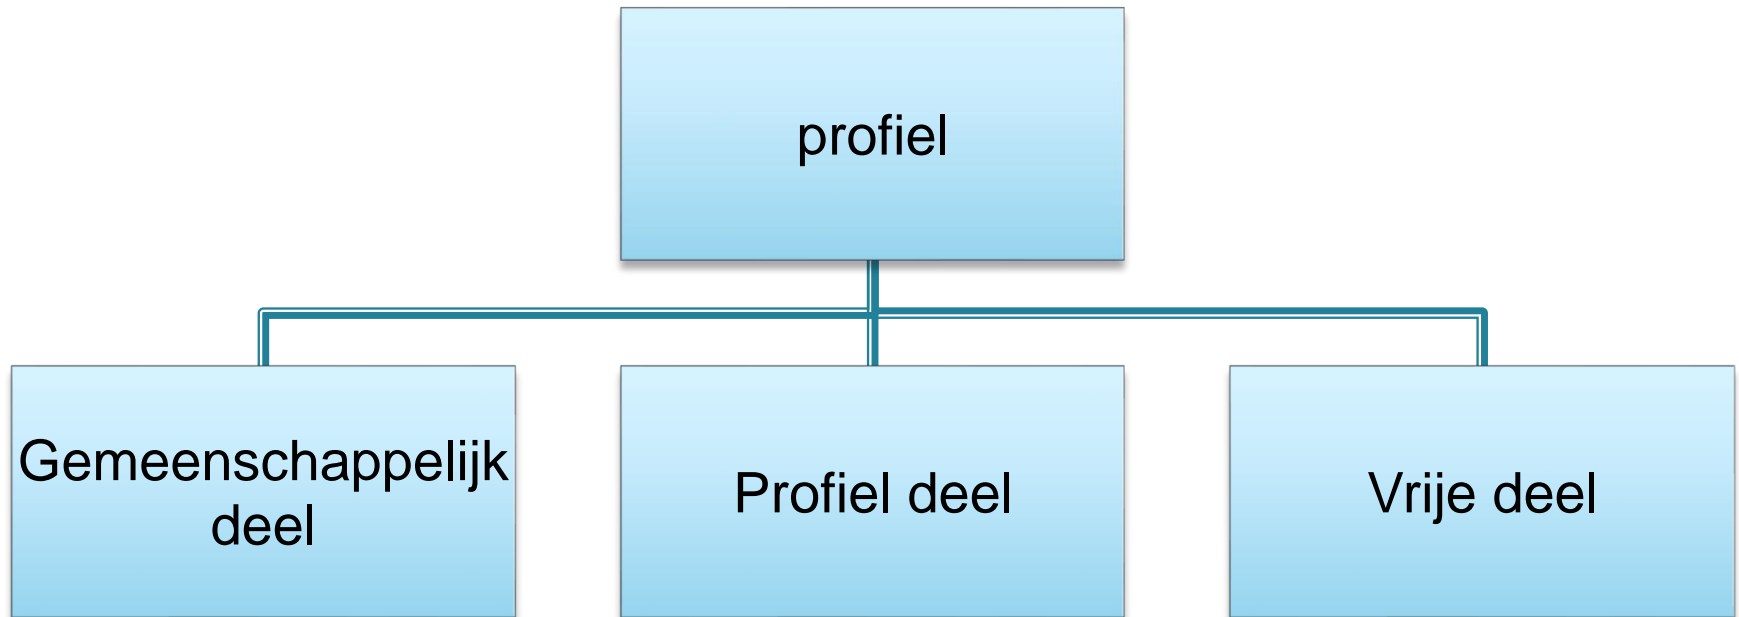 profiel
Gemeenschappelijk
deel
Profiel deel
Vrije deel